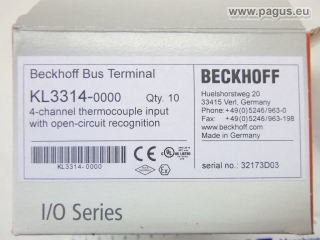 www.pagus.eu
Beckhoff Bus Terminal
KL3314-0000 Qty. 10
4-channel thermocouple input
with open-circuit recognition
BECKHOFF
Huelshorstweg 20
33415 Verl, Germany
Phone: +49(0)5246/963-0
Fax: +49(0)5246/963-198
www.beckhoff.com
Made in Germany
KL3314-0000
CE
Ex
serial no.: 32173D03
I/O Series